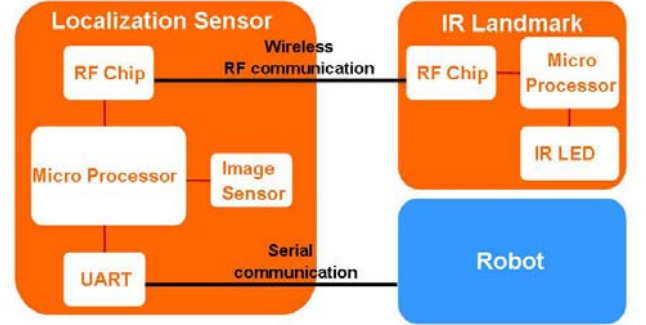 Localization Sensor
RF Chip
Micro Processor
Image
Sensor
UART
Wireless
RF communication
Serial
communication
IR Landmark
RF Chip
Micro
Processor
IR LED
Robot